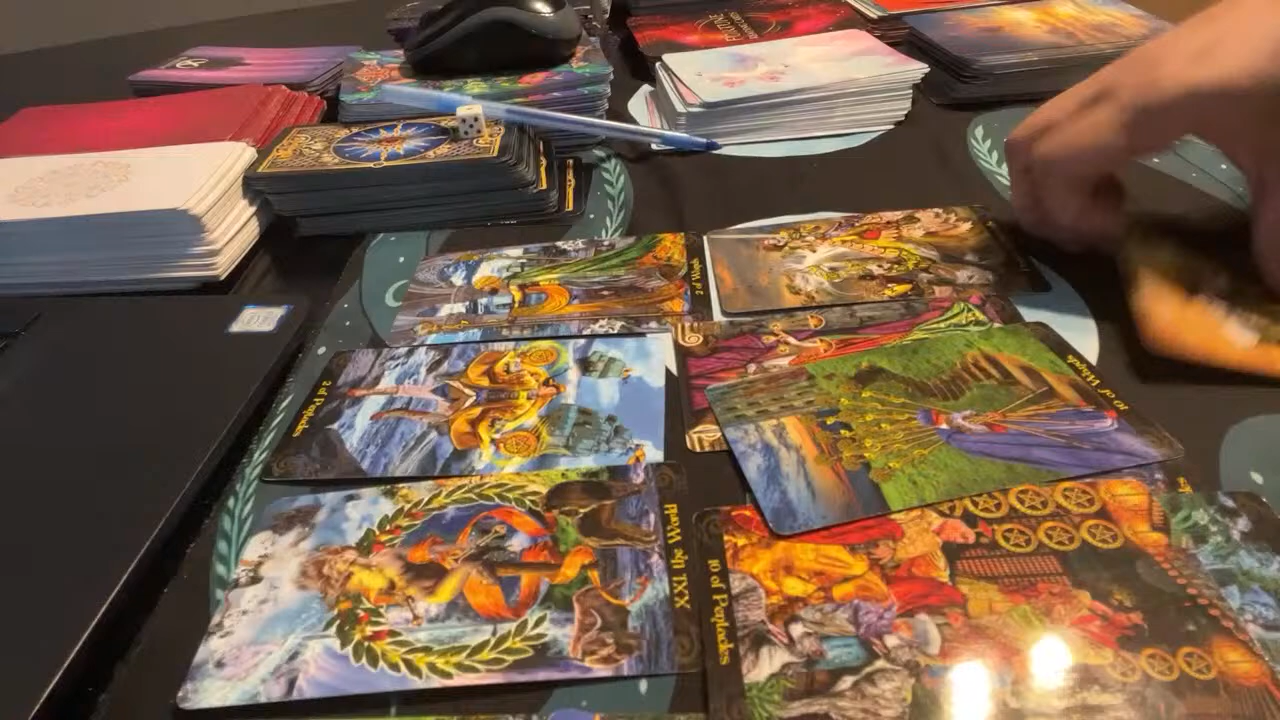 2 of Wands
2 of Pentacles
10 of Wands
XXI the World
10 of Pentacles